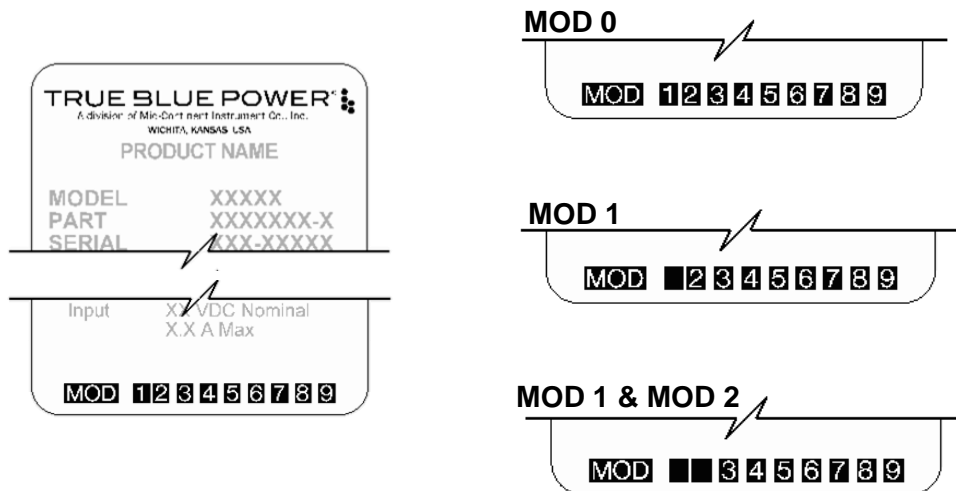 TRUE BLUE POWER
A division of Mid-Continent Instrument Co., Inc.
WICHITA, KANSAS USA
PRODUCT NAME
MODEL XXXXX
PART XXXXXXX-X
SERIAL XXX-XXXXX
Input XX VDC Nominal
X.X A Max
MOD 1 2 3 4 5 6 7 8 9
MOD 0
MOD 1 2 3 4 5 6 7 8 9
MOD 1
MOD 2 3 4 5 6 7 8 9
MOD 1 & MOD 2
MOD 3 4 5 6 7 8 9